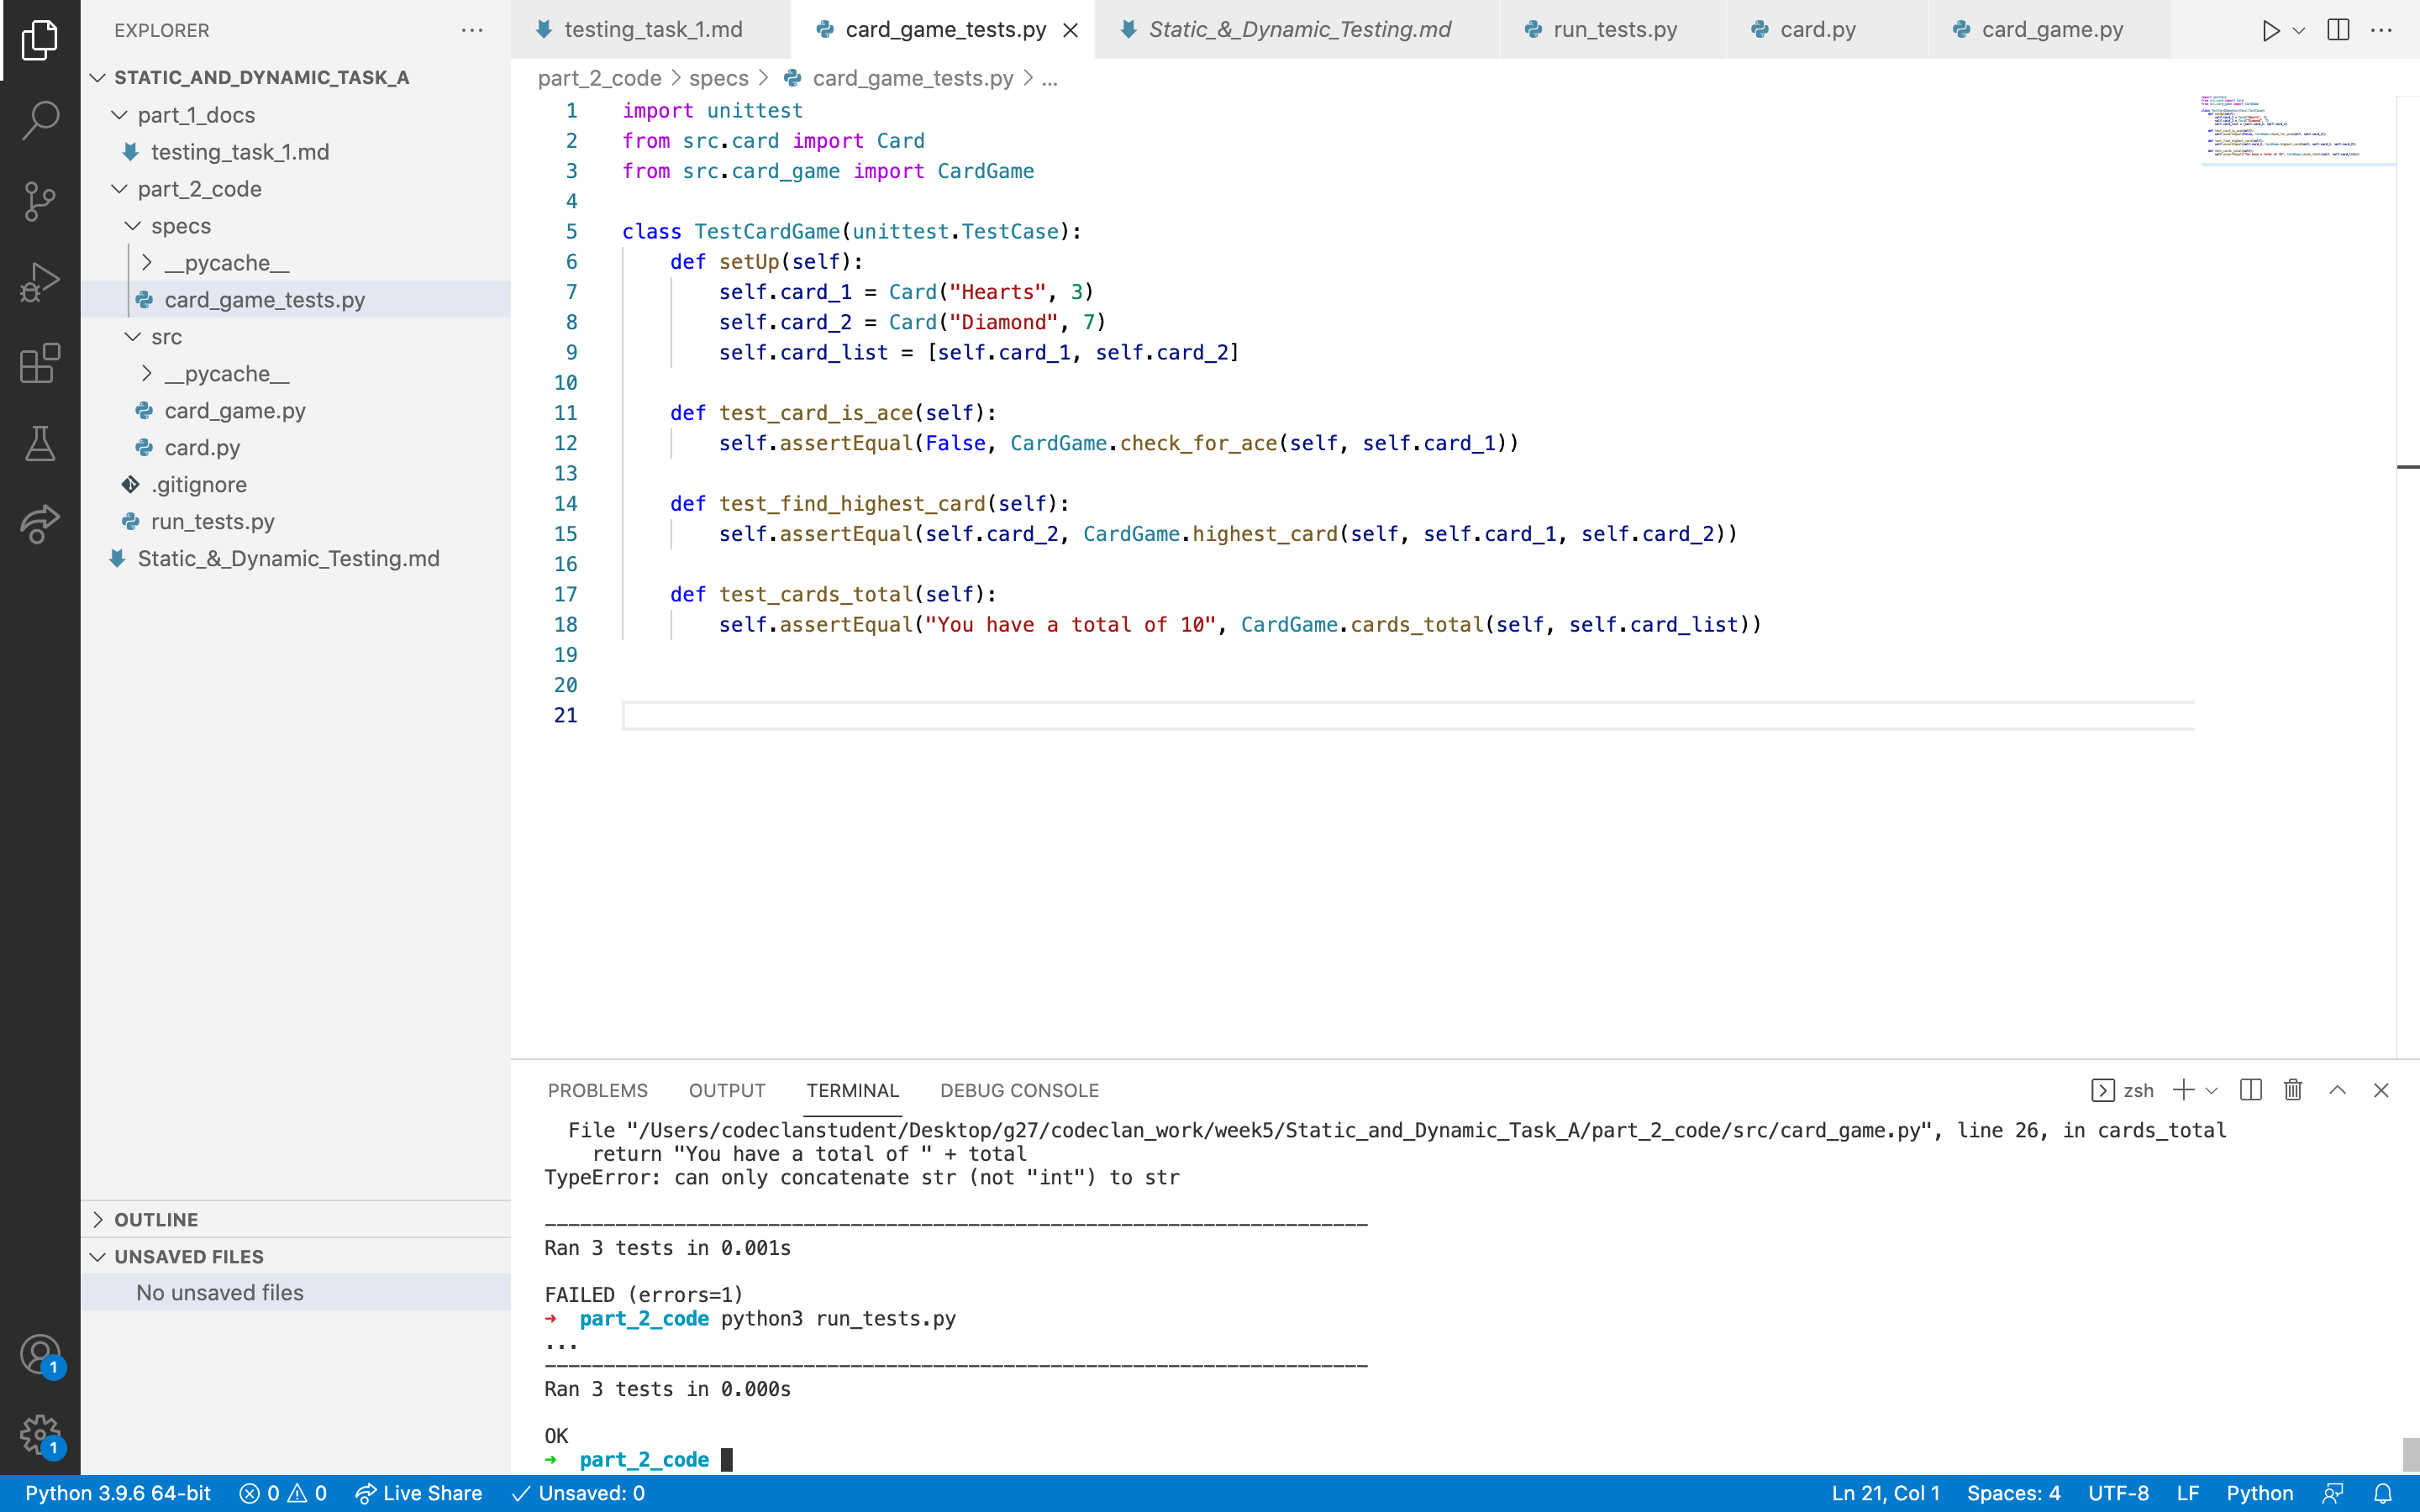 EXPLORER
STATIC_AND_DYNAMIC_TASK_A
part_1_docs
testing_task_1.md
part_2_code
specs
__pycache__
card_game_tests.py
src
__pycache__
card_game.py
card.py
.gitignore
run_tests.py
Static_&_Dynamic_Testing.md
OUTLINE
UNSAVED FILES
No unsaved files
1
1
testing_task_1.md card_game_tests.py Static_&_Dynamic_Testing.md run_tests.py card.py card_game.py
part_2_code > specs > card_game_tests.py > ...
1 import unittest
2 from src.card import Card
3 from src.card_game import CardGame
4
5 class TestCardGame(unittest.TestCase):
6 def setUp(self):
7 self.card_1 = Card("Hearts", 3)
8 self.card_2 = Card("Diamond", 7)
9 self.card_list = [self.card_1, self.card_2]
10
11 def test_card_is_ace(self):
12 self.assertEqual(False, CardGame.check_for_ace(self, self.card_1))
13
14 def test_find_highest_card(self):
15 self.assertEqual(self.card_2, CardGame.highest_card(self, self.card_1, self.card_2))
16
17 def test_cards_total(self):
18 self.assertEqual("You have a total of 10", CardGame.cards_total(self, self.card_list))
19
20
21
PROBLEMS OUTPUT TERMINAL DEBUG CONSOLE zsh
File "/Users/codeclanstudent/Desktop/g27/codeclan_work/week5/Static_and_Dynamic_Task_A/part_2_code/src/card_game.py", line 26, in cards_total
return "You have a total of " + total
TypeError: can only concatenate str (not "int") to str
----------------------------------------------------------------------
Ran 3 tests in 0.001s
FAILED (errors=1)
➜ part_2_code python3 run_tests.py
...
----------------------------------------------------------------------
Ran 3 tests in 0.000s
OK
➜ part_2_code
Python 3.9.6 64-bit 0 0 Live Share Unsaved: 0 Ln 21, Col 1 Spaces: 4 UTF-8 LF Python